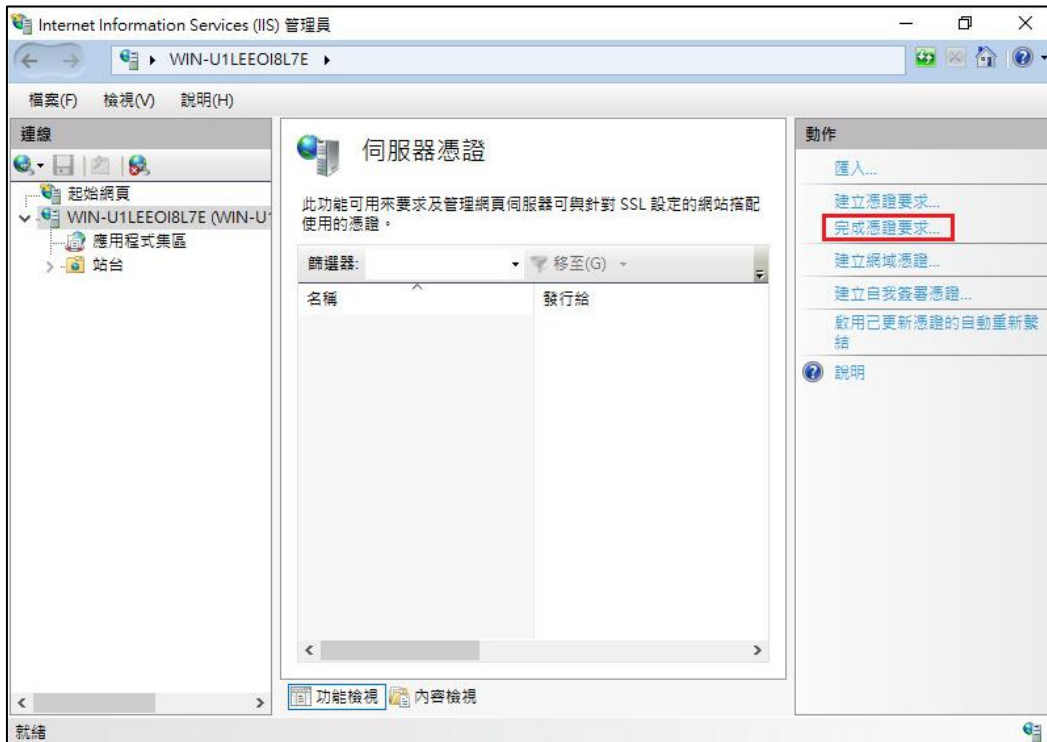 Internet Information Services (IIS) 管理員
WIN-U1LEEOI8L7E
檔案(F) 檢視(V) 說明(H)
連線
起始網頁
WIN-U1LEEOI8L7E (WIN-U1
應用程式集區
站台
伺服器憑證
此功能可用來要求及管理網頁伺服器可與針對 SSL 設定的網站搭配
使用的憑證。
篩選器: 移至(G)
名稱 發行給
功能檢視 內容檢視
動作
匯入...
建立憑證要求...
完成憑證要求...
建立網域憑證...
建立自我簽署憑證...
啟用已更新憑證的自動重新繫
結
說明
就緒